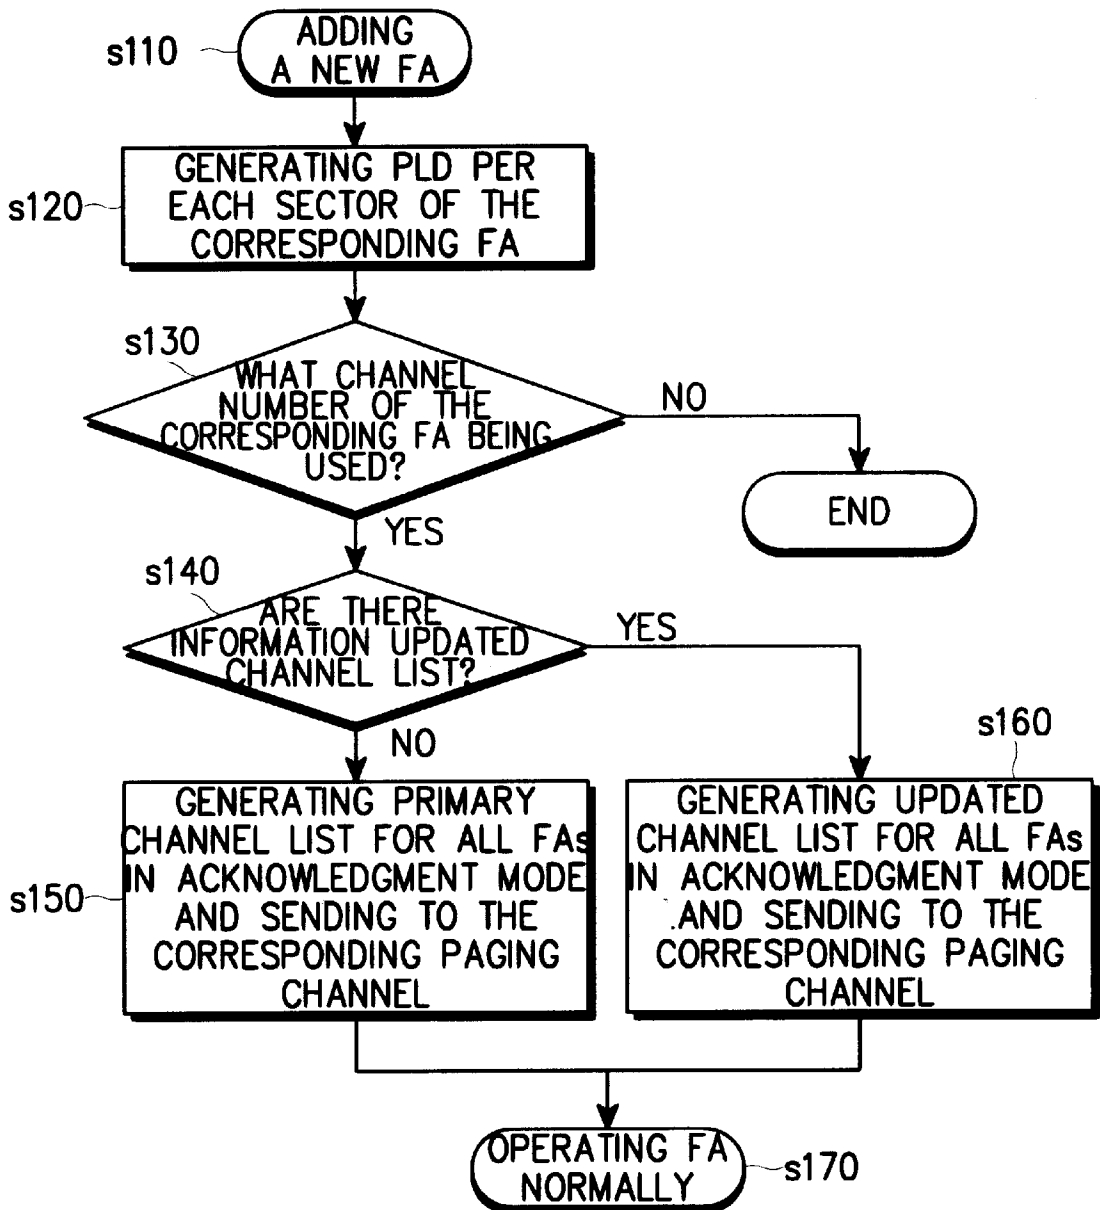 s110
ADDING
A NEW FA
s120
GENERATING PLD PER
EACH SECTOR OF THE
CORRESPONDING FA
s130
WHAT CHANNEL
NUMBER OF THE
CORRESPONDING FA BEING
USED?
NO
END
YES
s140
ARE THERE
INFORMATION UPDATED
CHANNEL LIST?
YES
NO
s150
GENERATING PRIMARY
CHANNEL LIST FOR ALL FAs
IN ACKNOWLEDGMENT MODE
AND SENDING TO THE
CORRESPONDING PAGING
CHANNEL
s160
GENERATING UPDATED
CHANNEL LIST FOR ALL FAs
IN ACKNOWLEDGMENT MODE
AND SENDING TO THE
CORRESPONDING PAGING
CHANNEL
OPERATING FA
NORMALLY
s170